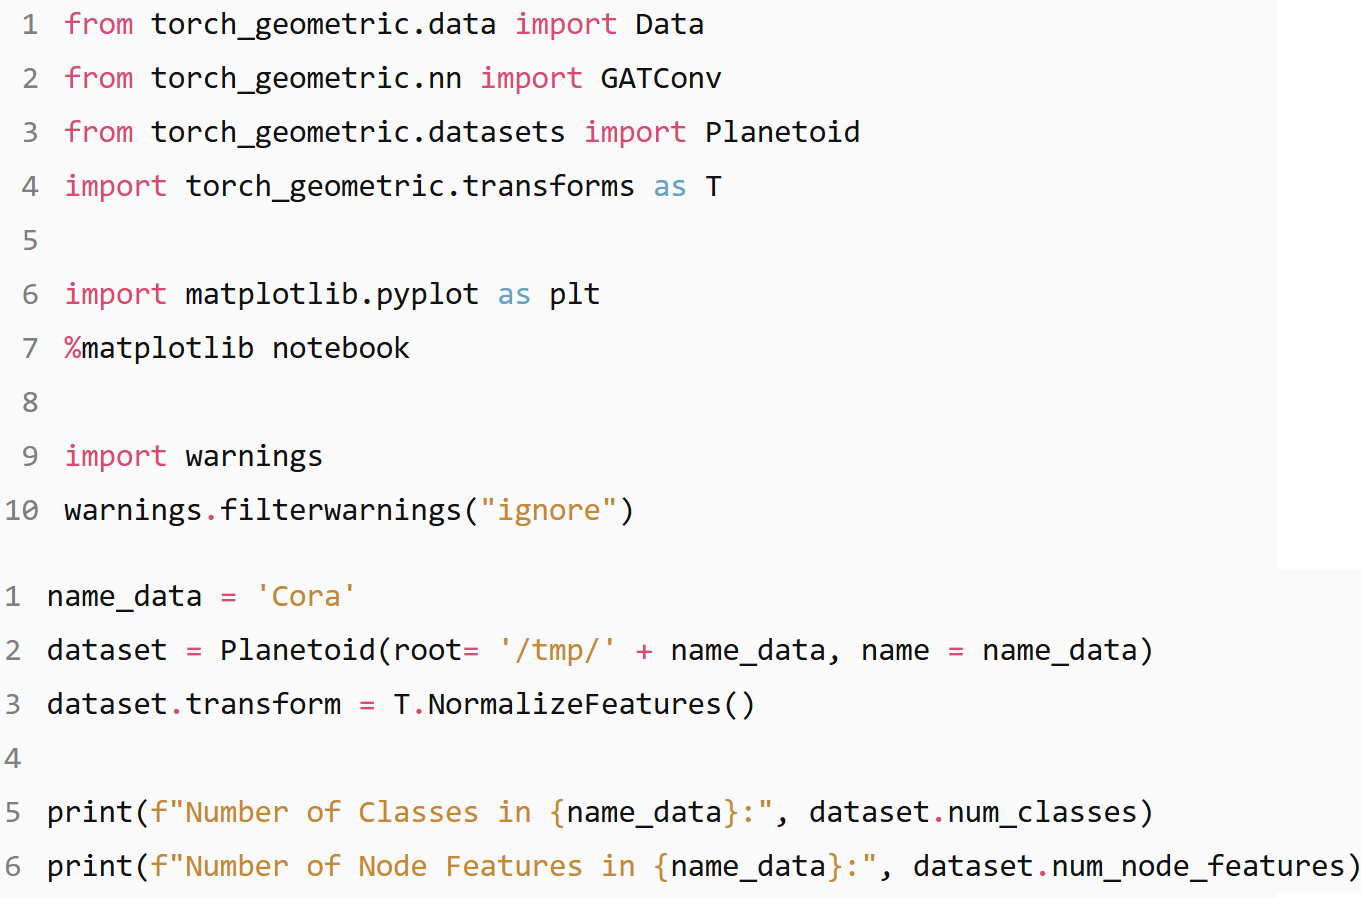 1 from torch_geometric.data import Data
2 from torch_geometric.nn import GATConv
3 from torch_geometric.datasets import Planetoid
4 import torch_geometric.transforms as T
5
6 import matplotlib.pyplot as plt
7 %matplotlib notebook
8
9 import warnings
10 warnings.filterwarnings("ignore")
1 name_data = 'Cora'
2 dataset = Planetoid(root= '/tmp/' + name_data, name = name_data)
3 dataset.transform = T.NormalizeFeatures()
4
5 print(f"Number of Classes in {name_data}:", dataset.num_classes)
6 print(f"Number of Node Features in {name_data}:", dataset.num_node_features)